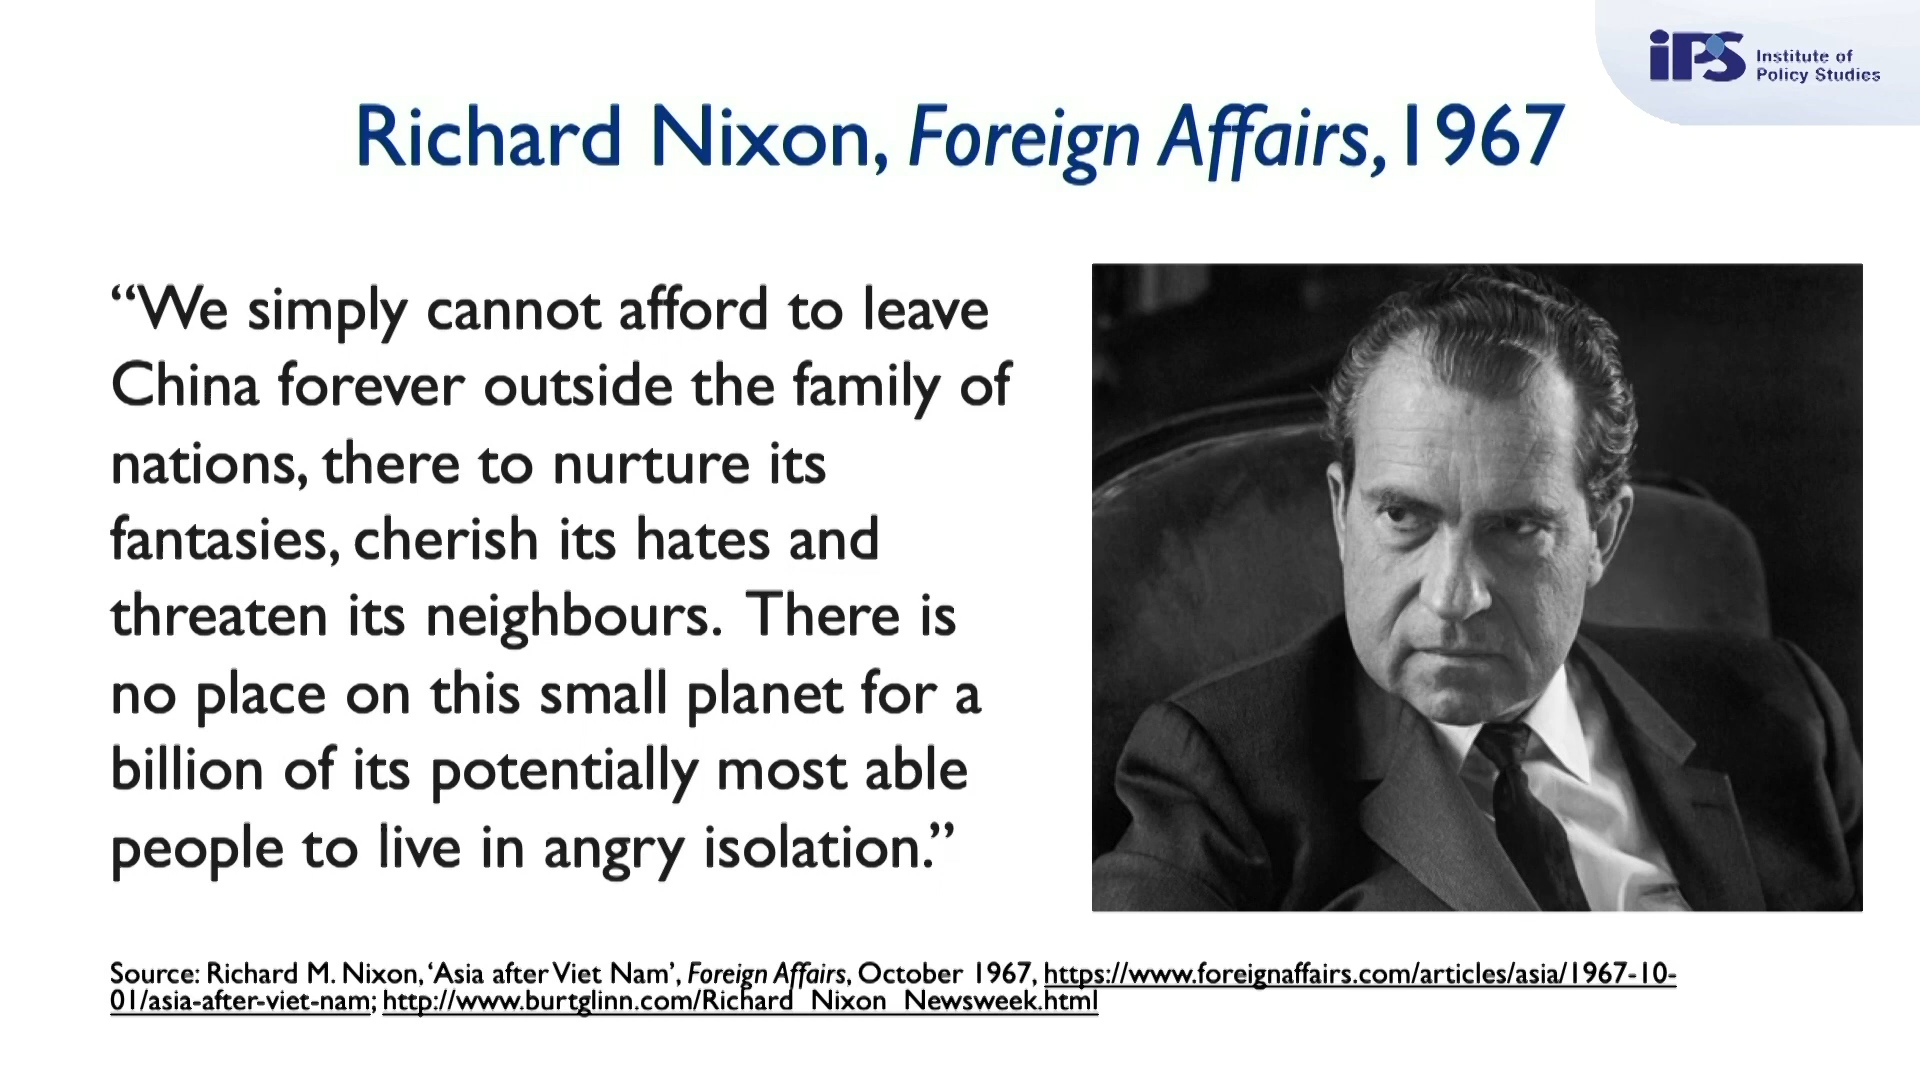 iPS Institute of
Policy Studies
Richard Nixon, Foreign Affairs, 1967
“We simply cannot afford to leave
China forever outside the family of
nations, there to nurture its
fantasies, cherish its hates and
threaten its neighbours. There is
no place on this small planet for a
billion of its potentially most able
people to live in angry isolation.”
Source: Richard M. Nixon, ‘Asia after Viet Nam’, Foreign Affairs, October 1967, https://www.foreignaffairs.com/articles/asia/1967-10-
01/asia-after-viet-nam; http://www.burtglinn.com/Richard_Nixon_Newsweek.html